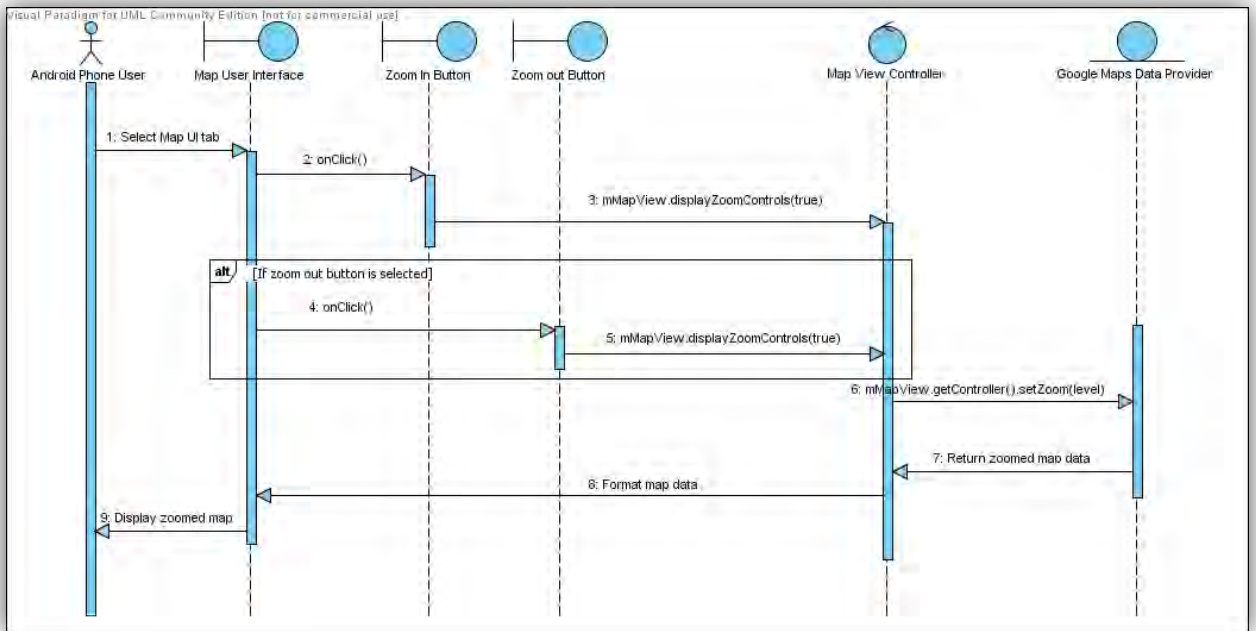 Visual Paradigm for UML Community Edition [not for commercial use]
Android Phone User
Map User Interface
Zoom In Button
Zoom out Button
Map View Controller
Google Maps Data Provider
1: Select Map UI tab
2: onClick()
3: mMapView.displayZoomControls(true)
alt
[If zoom out button is selected]
4: onClick()
5: mMapView.displayZoomControls(true)
6: mMapView.getController().setZoom(level)
7: Return zoomed map data
8: Format map data
9: Display zoomed map